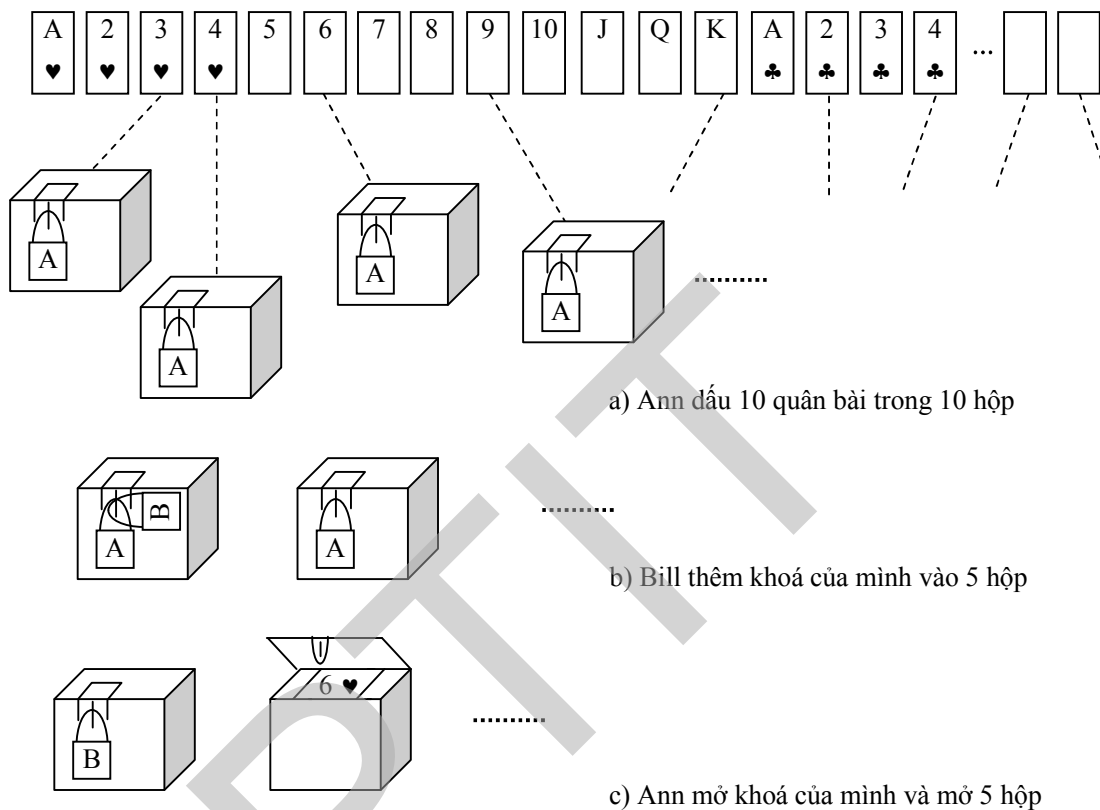 A 2 3 4 5 6 7 8 9 10 J Q K A 2 3 4 ...
♥ ♥ ♥ ♥ ♣ ♣ ♣ ♣
A
A
A
A
a) Ann dấu 10 quân bài trong 10 hộp
A B A
b) Bill thêm khoá của mình vào 5 hộp
B 6 ♥
c) Ann mở khoá của mình và mở 5 hộp
PTIT